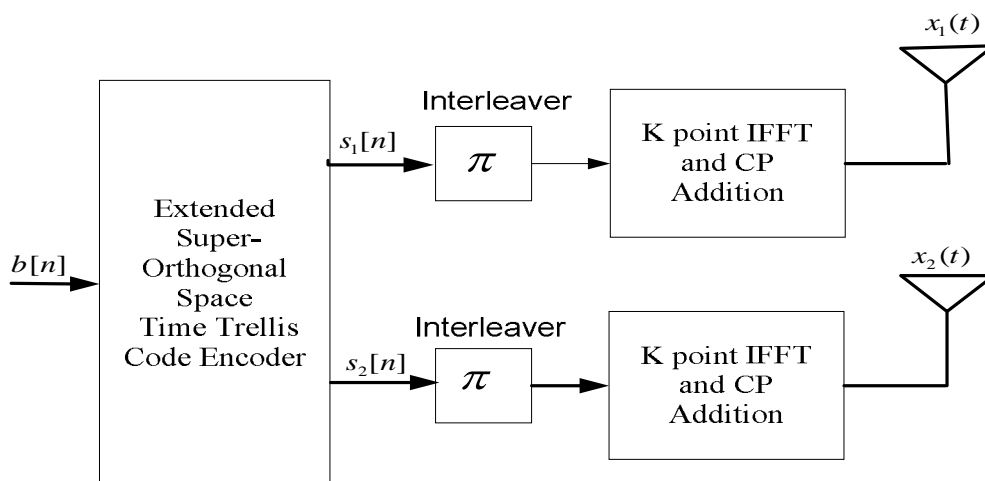 b[n]
Extended
Super-
Orthogonal
Space
Time Trellis
Code Encoder
s₁[n]
Interleaver
π
K point IFFT
and CP
Addition
x₁(t)
s₂[n]
Interleaver
π
K point IFFT
and CP
Addition
x₂(t)